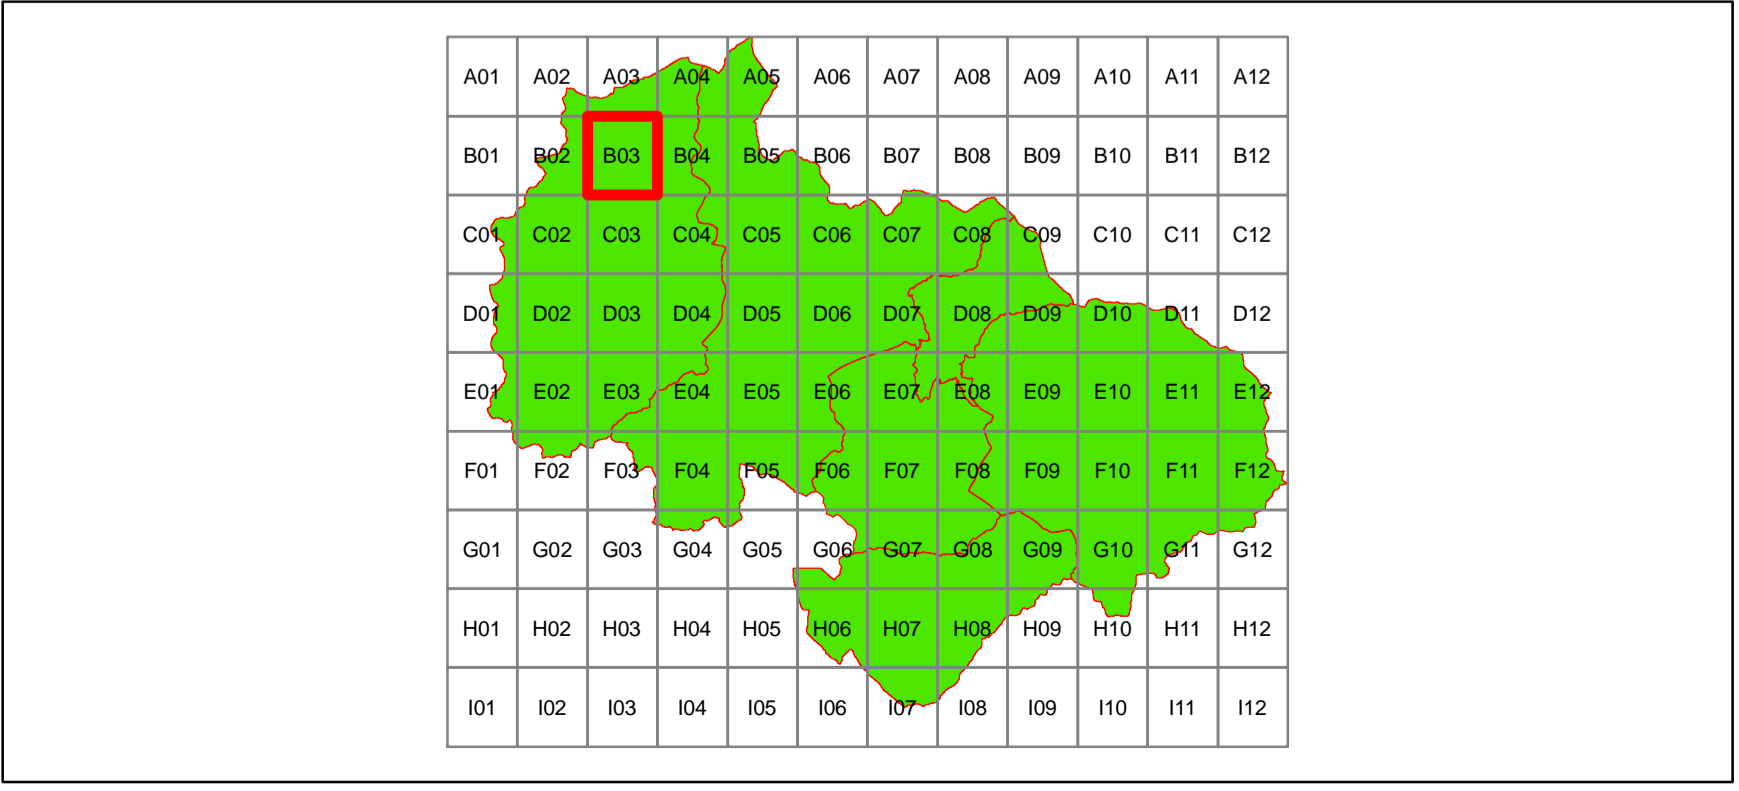 A01 A02 A03 A04 A05 A06 A07 A08 A09 A10 A11 A12
B01 B02 B03 B04 B05 B06 B07 B08 B09 B10 B11 B12
C01 C02 C03 C04 C05 C06 C07 C08 C09 C10 C11 C12
D01 D02 D03 D04 D05 D06 D07 D08 D09 D10 D11 D12
E01 E02 E03 E04 E05 E06 E07 E08 E09 E10 E11 E12
F01 F02 F03 F04 F05 F06 F07 F08 F09 F10 F11 F12
G01 G02 G03 G04 G05 G06 G07 G08 G09 G10 G11 G12
H01 H02 H03 H04 H05 H06 H07 H08 H09 H10 H11 H12
I01 I02 I03 I04 I05 I06 I07 I08 I09 I10 I11 I12